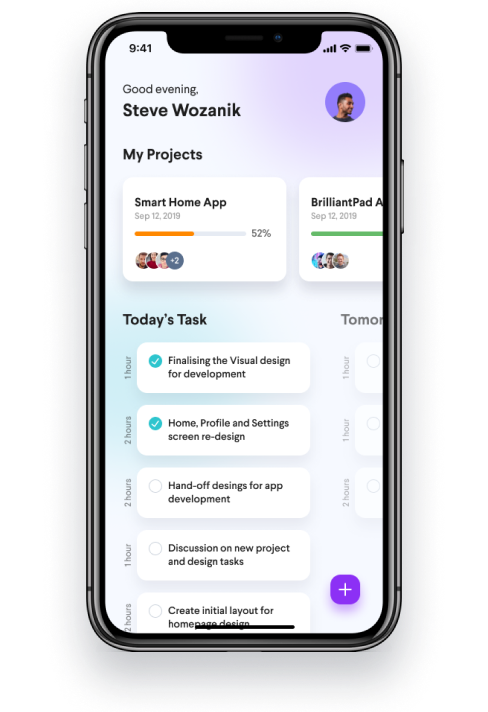 9:41
Good evening,
Steve Wozanik
My Projects
Smart Home App
Sep 12, 2019
52%
+2
BrilliantPad A
Sep 12, 2019
Today's Task
Tomor
1 hour
Finalising the Visual design
for development
1 hour
2 hours
Home, Profile and Settings
screen re-design
1 hour
2 hours
Hand-off desings for app
development
2 hours
1 hour
Discussion on new project
and design tasks
2 hours
Create initial layout for
homepage design